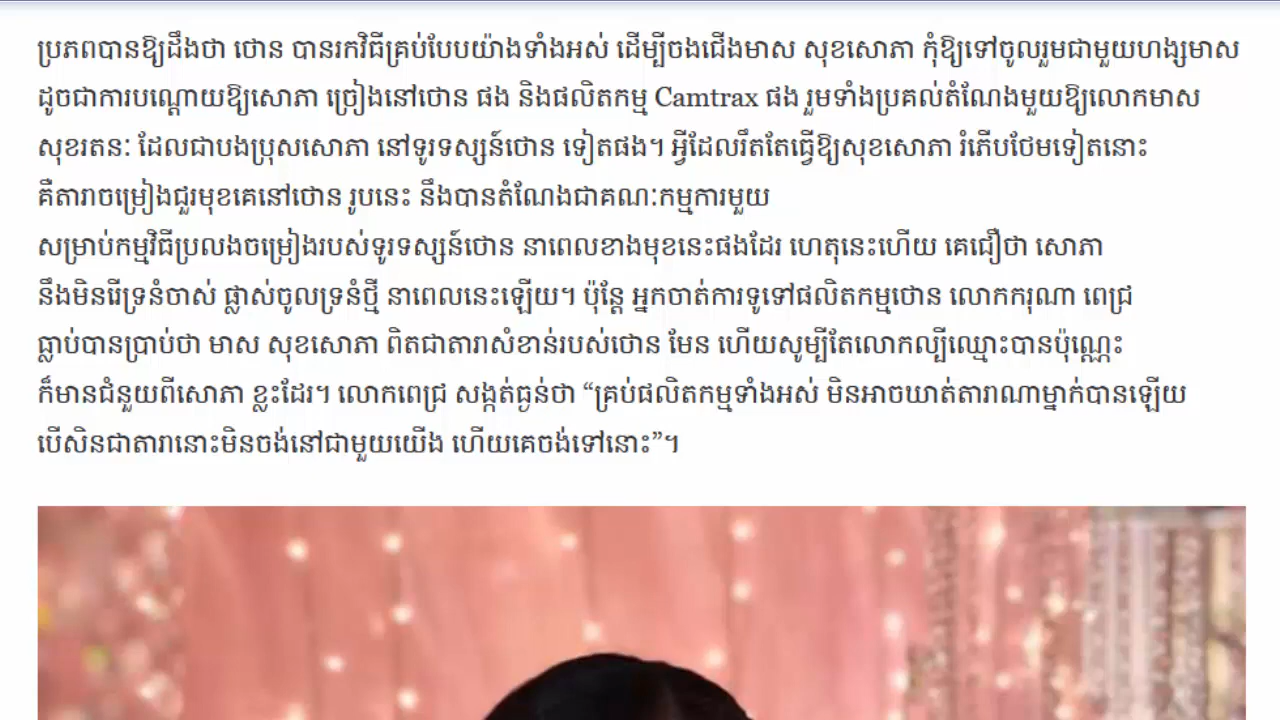 ប្រភពបានឱ្យដឹងថា ថោន បានរកវិធីគ្រប់បែបយ៉ាងទាំងអស់ ដើម្បីចងជើងមាស សុខសោភា កុំឱ្យទៅចូលរួមជាមួយហង្សមាស
ដូចជាការបណ្ដោយឱ្យសោភា ច្រៀងនៅថោន ផង និងផលិតកម្ម Camtrax ផង រួមទាំងប្រគល់តំណែងមួយឱ្យលោកមាស
សុខរតនៈ ដែលជាបងប្រុសសោភា នៅទូរទស្សន៍ថោន ទៀតផង។ អ្វីដែលរឹតតែធ្វើឱ្យសុខសោភា រំភើបថែមទៀតនោះ
គឺតារាចម្រៀងជួរមុខគេនៅថោន រូបនេះ នឹងបានតំណែងជាគណៈកម្មការមួយ
សម្រាប់កម្មវិធីប្រលងចម្រៀងរបស់ទូរទស្សន៍ថោន នាពេលខាងមុខនេះផងដែរ ហេតុនេះហើយ គេជឿថា សោភា
នឹងមិនរើទ្រនំចាស់ ផ្លាស់ចូលទ្រនំថ្មី នាពេលនេះឡើយ។ ប៉ុន្តែ អ្នកចាត់ការទូទៅផលិតកម្មថោន លោកករុណា ពេជ្រ
ធ្លាប់បានប្រាប់ថា មាស សុខសោភា ពិតជាតារាសំខាន់របស់ថោន មែន ហើយសូម្បីតែលោកល្បីឈ្មោះបានប៉ុណ្ណេះ
ក៏មានជំនួយពីសោភា ខ្លះដែរ។ លោកពេជ្រ សង្កត់ធ្ងន់ថា “គ្រប់ផលិតកម្មទាំងអស់ មិនអាចឃាត់តារាណាម្នាក់បានឡើយ
បើសិនជាតារានោះមិនចង់នៅជាមួយយើង ហើយគេចង់ទៅនោះ”។